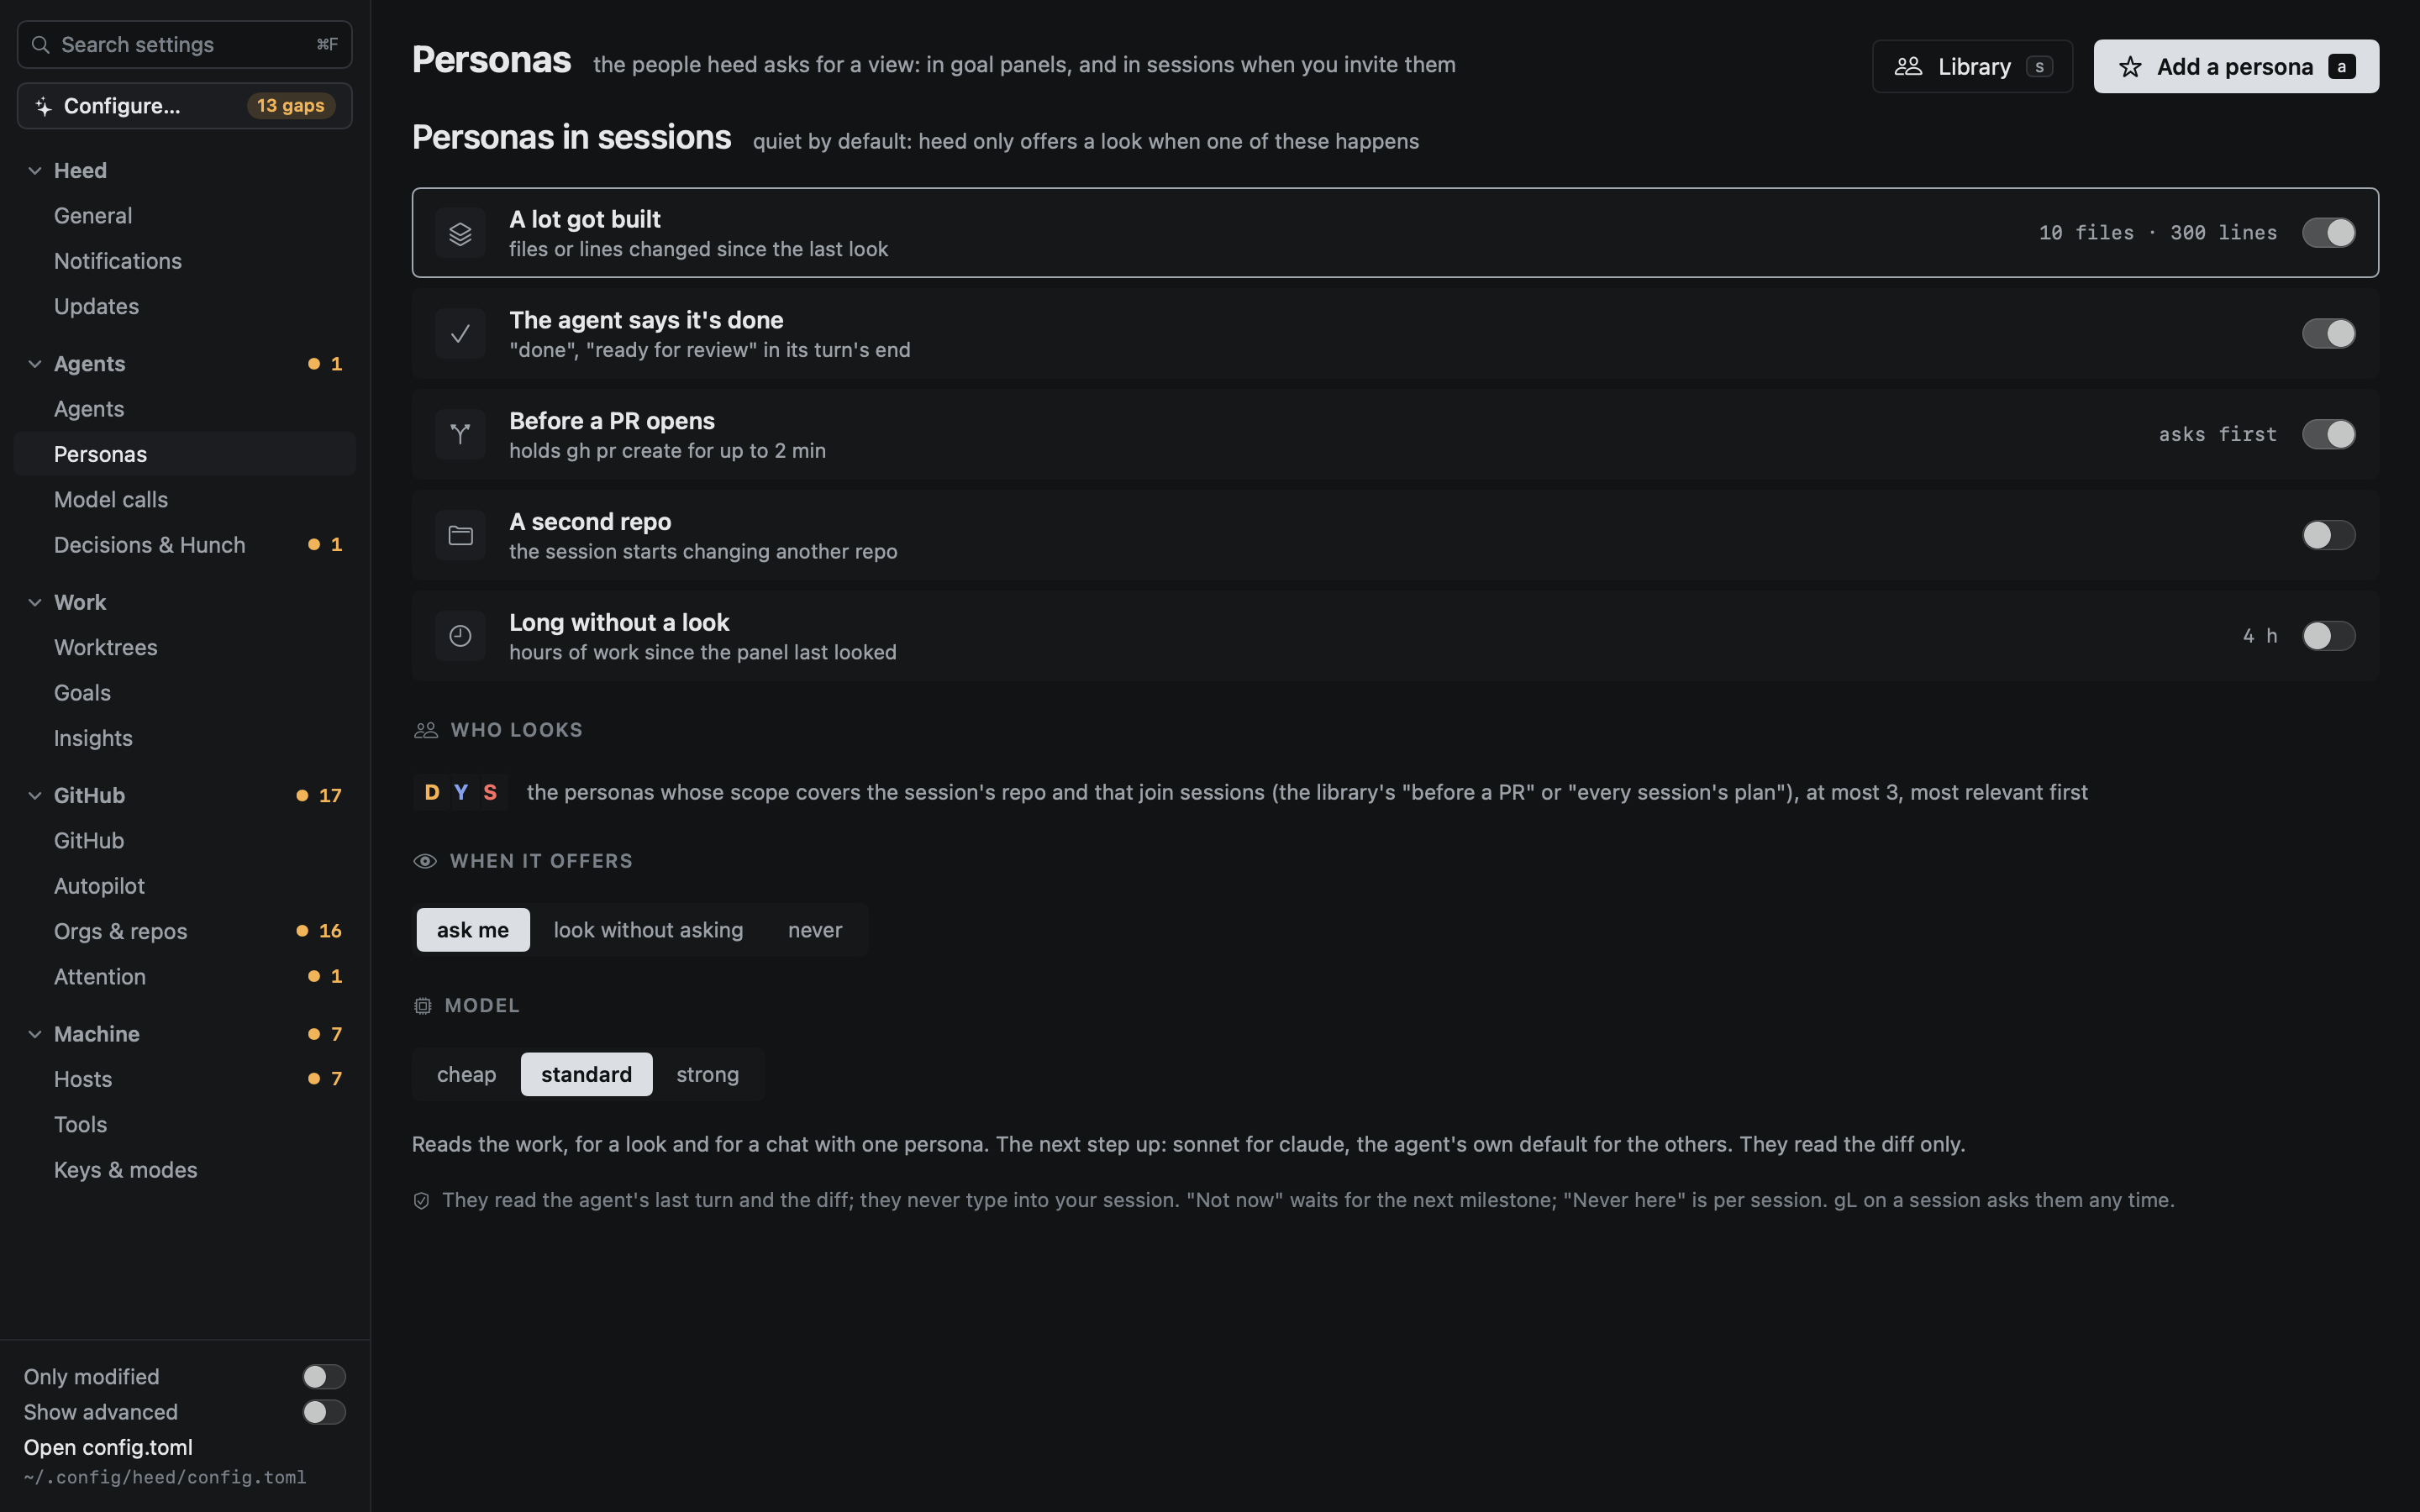 Search settings ⌘F
Configure... 13 gaps
Heed
General
Notifications
Updates
Agents 1
Agents
Personas
Model calls
Decisions & Hunch 1
Work
Worktrees
Goals
Insights
GitHub 17
GitHub
Autopilot
Orgs & repos 16
Attention 1
Machine 7
Hosts 7
Tools
Keys & modes
Only modified
Show advanced
Open config.toml
~/.config/heed/config.toml
Personas the people heed asks for a view: in goal panels, and in sessions when you invite them
Library s
Add a persona a
Personas in sessions quiet by default: heed only offers a look when one of these happens
A lot got built
files or lines changed since the last look
10 files · 300 lines
The agent says it's done
"done", "ready for review" in its turn's end
Before a PR opens
holds gh pr create for up to 2 min
asks first
A second repo
the session starts changing another repo
Long without a look
hours of work since the panel last looked
4 h
WHO LOOKS
D Y S the personas whose scope covers the session's repo and that join sessions (the library's "before a PR" or "every session's plan"), at most 3, most relevant first
WHEN IT OFFERS
ask me look without asking never
MODEL
cheap standard strong
Reads the work, for a look and for a chat with one persona. The next step up: sonnet for claude, the agent's own default for the others. They read the diff only.
They read the agent's last turn and the diff; they never type into your session. "Not now" waits for the next milestone; "Never here" is per session. gL on a session asks them any time.